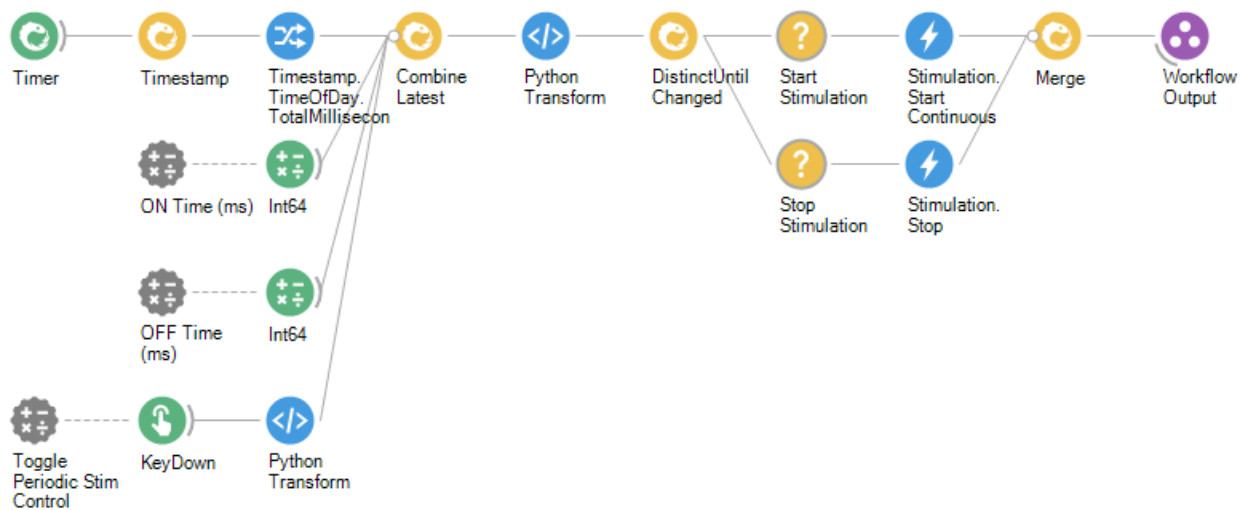 Timer
Timestamp
Timestamp.
TimeOfDay.
TotalMillisecon
Combine
Latest
Python
Transform
DistinctUntil
Changed
Start
Stimulation
Stimulation.
Start
Continuous
Merge
Workflow
Output
ON Time (ms)
Int64
Stop
Stimulation
Stimulation.
Stop
OFF Time
(ms)
Int64
Toggle
Periodic Stim
Control
KeyDown
Python
Transform